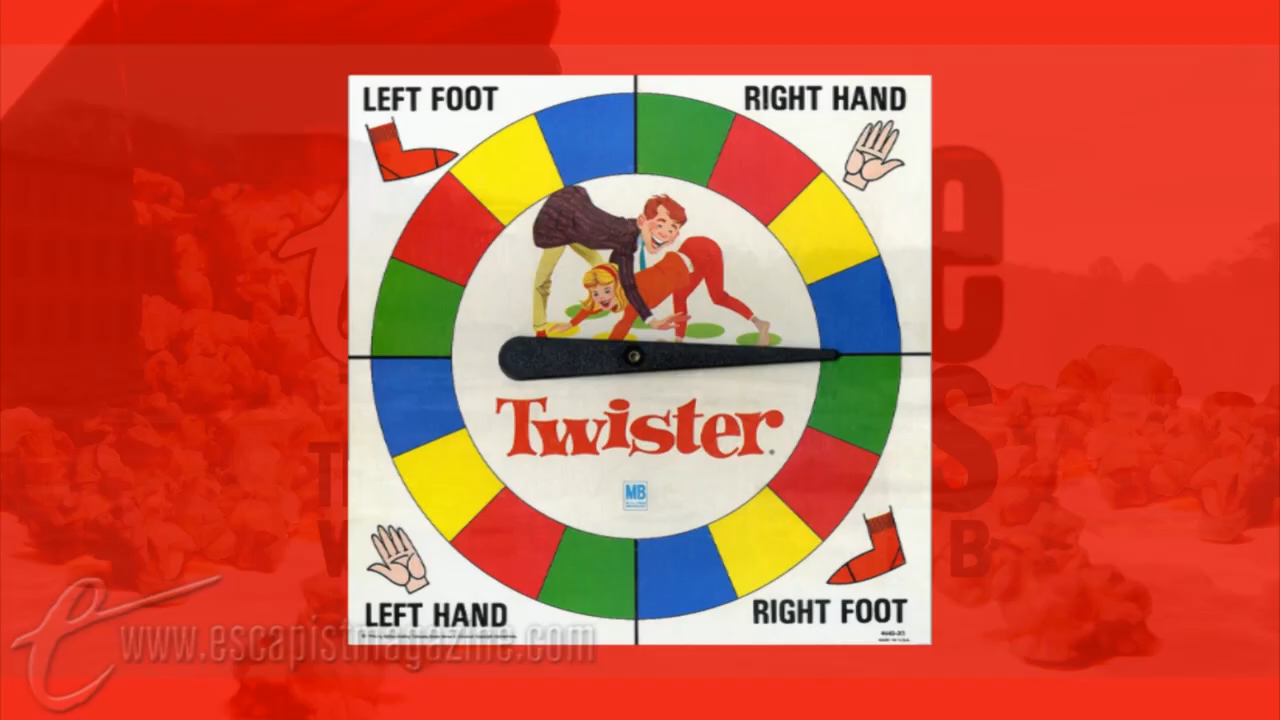 LEFT FOOT
RIGHT HAND
Twister
MB
LEFT HAND
RIGHT FOOT
www.escapistmagazine.com